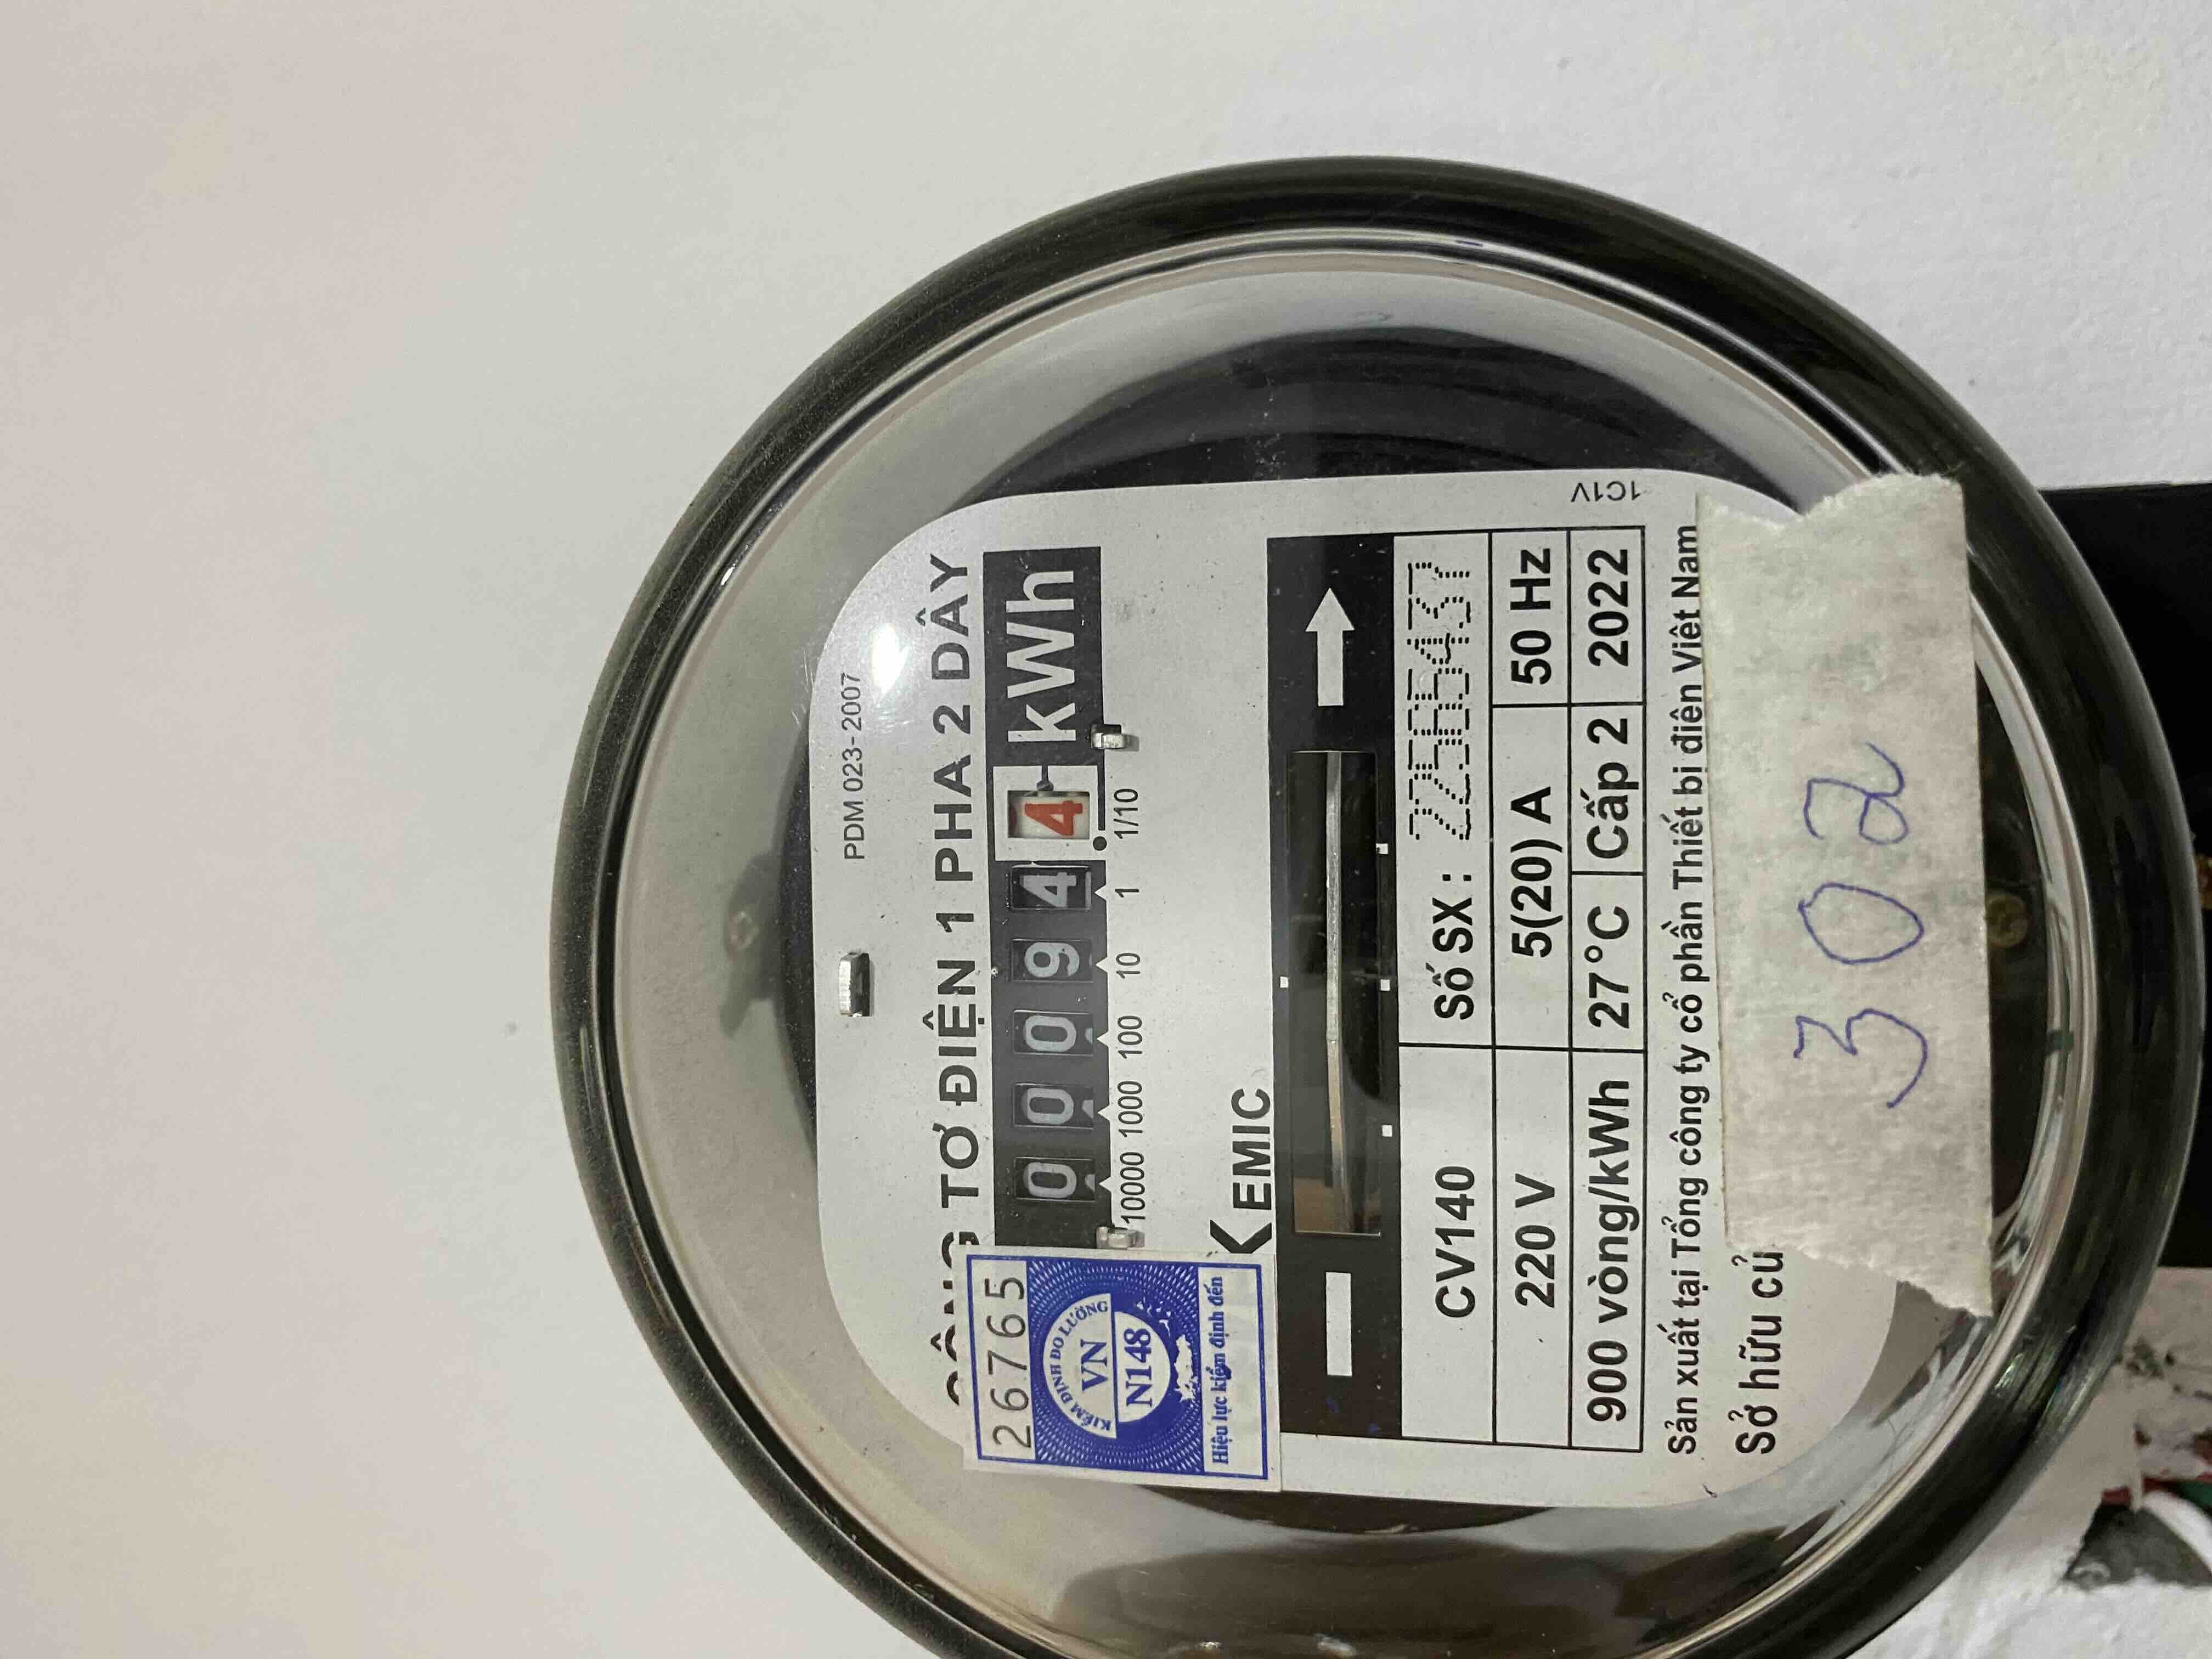 PDM 023-2007
CÔNG TƠ ĐIỆN 1 PHA 2 DÂY
0 0 0 9 4 4 kWh
10000 1000 100 10 1 1/10
26765
KIỂM ĐỊNH ĐO LƯỜNG
VN
N148
Hiệu lực kiểm định đến
EMIC
CV140 Số SX: 22586437
220 V 5(20) A 50 Hz
900 vòng/kWh 27°C Cấp 2 2022
1C1V
Sản xuất tại Tổng công ty cổ phần Thiết bị điện Việt Nam
Sở hữu củ
302